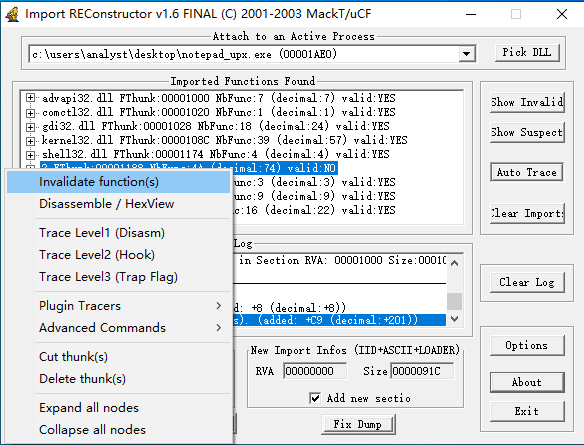 Import REConstructor v1.6 FINAL (C) 2001-2003 MackT/uCF
Attach to an Active Process
c:\users\analyst\desktop\notepad_upx.exe (00001AE0)
Pick DLL
Imported Functions Found
advapi32.dll FThunk:00001000 NbFunc:7 (decimal:7) valid:YES
comctl32.dll FThunk:00001020 NbFunc:1 (decimal:1) valid:YES
gdi32.dll FThunk:00001028 NbFunc:18 (decimal:24) valid:YES
kernel32.dll FThunk:0000108C NbFunc:39 (decimal:57) valid:YES
shell32.dll FThunk:00001174 NbFunc:4 (decimal:4) valid:YES
? FThunk:00001188 NbFunc:4A (decimal:74) valid:NO
:3 (decimal:3) valid:YES
:9 (decimal:9) valid:YES
:16 (decimal:22) valid:YES
Show Invalid
Show Suspect
Auto Trace
Clear Imports
Invalidate function(s)
Disassemble / HexView
Trace Level1 (Disasm)
Trace Level2 (Hook)
Trace Level3 (Trap Flag)
Plugin Tracers
Advanced Commands
Cut thunk(s)
Delete thunk(s)
Expand all nodes
Collapse all nodes
Log
in Section RVA: 00001000 Size:0001
d: +8 (decimal:+8))
s). (added: +C9 (decimal:+201))
Clear Log
New Import Infos (IID+ASCII+LOADER)
RVA 00000000 Size 0000091C
Add new sectio
Fix Dump
Options
About
Exit